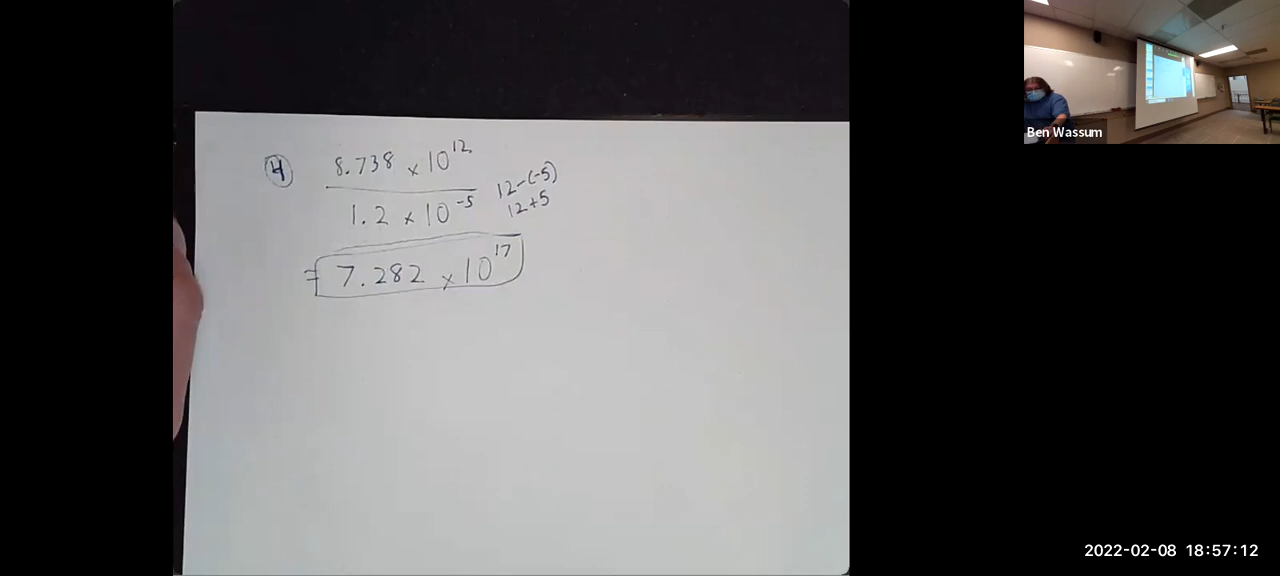 ④ 8.738 × 10^12
1.2 × 10^-5
12-(-5)
12+5
= 7.282 × 10^17
Ben Wassum
2022-02-08 18:57:12